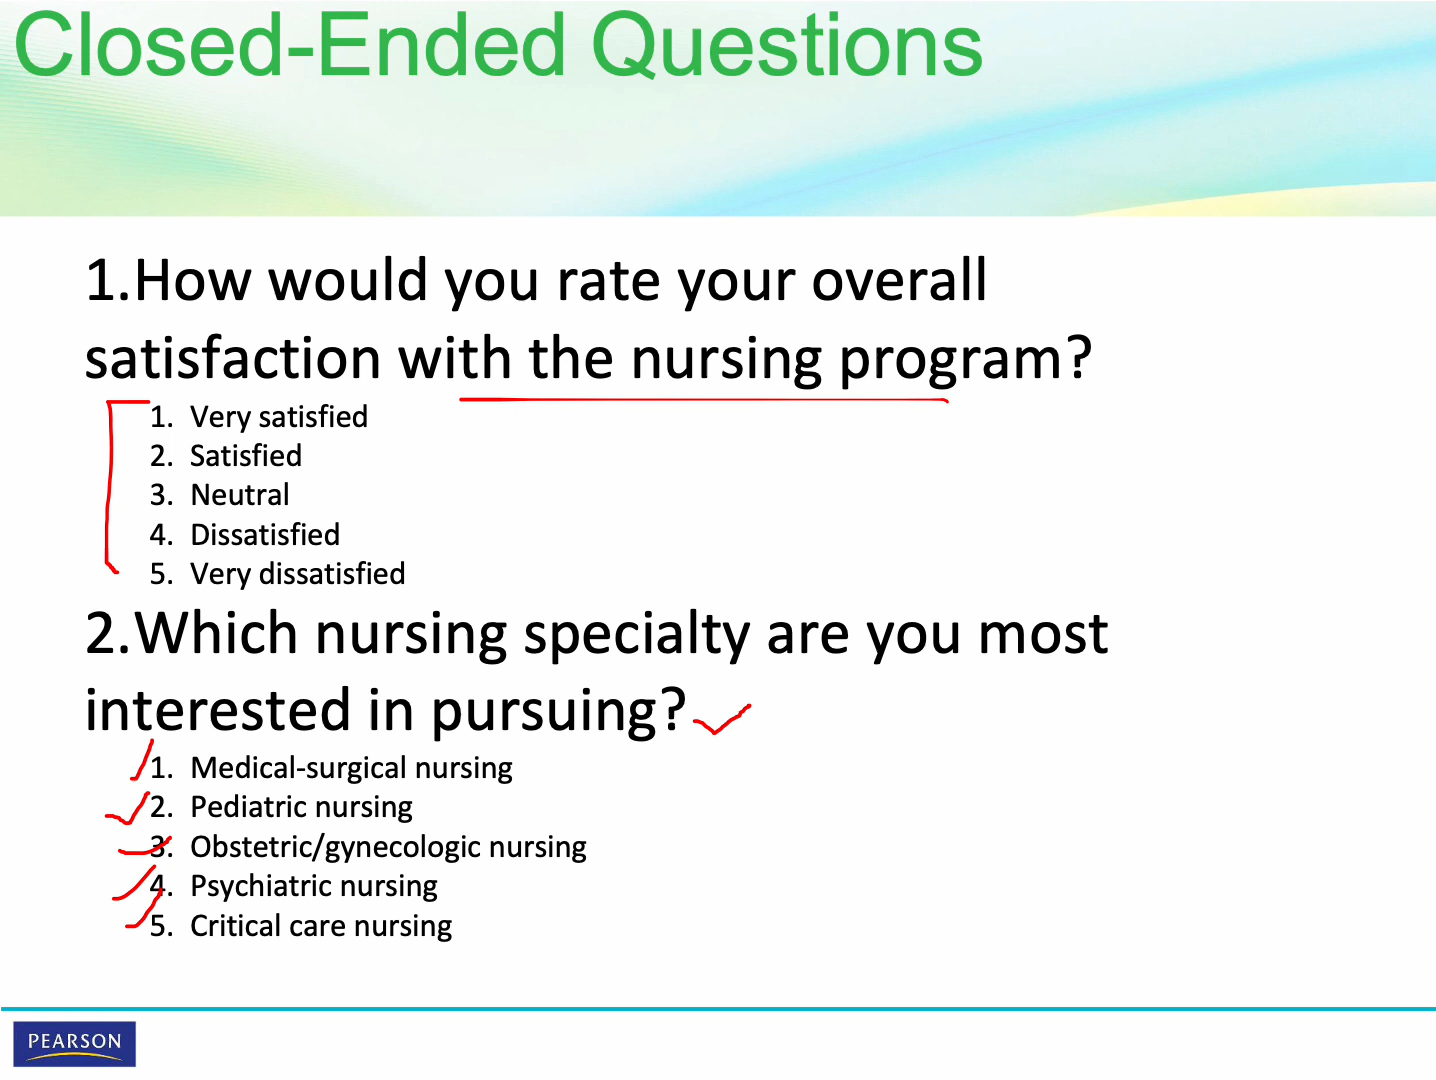 Closed-Ended Questions
1.How would you rate your overall
satisfaction with the nursing program?
1. Very satisfied
2. Satisfied
3. Neutral
4. Dissatisfied
5. Very dissatisfied
2.Which nursing specialty are you most
interested in pursuing?
1. Medical-surgical nursing
2. Pediatric nursing
3. Obstetric/gynecologic nursing
4. Psychiatric nursing
5. Critical care nursing
PEARSON